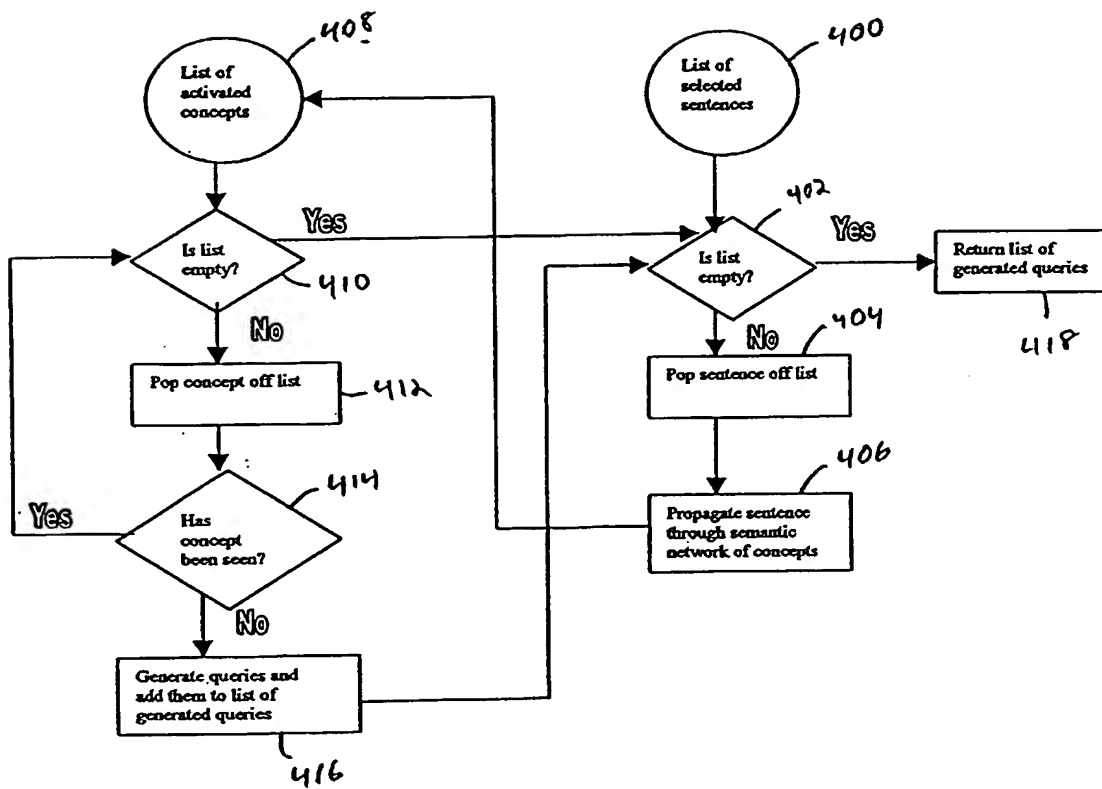 408
List of
activated
concepts
400
List of
selected
sentences
Is list
empty?
410
Yes
402
Is list
empty?
Yes
Return list of
generated queries
418
No
Pop concept off list
412
No
404
Pop sentence off list
414
Has
concept
been seen?
Yes
406
Propagate sentence
through semantic
network of concepts
No
Generate queries and
add them to list of
generated queries
416